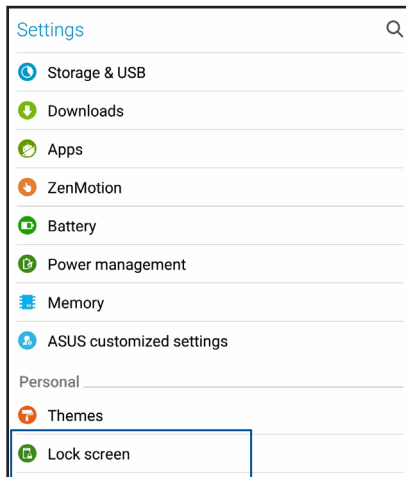 Settings
Storage & USB
Downloads
Apps
ZenMotion
Battery
Power management
Memory
ASUS customized settings
Personal
Themes
Lock screen